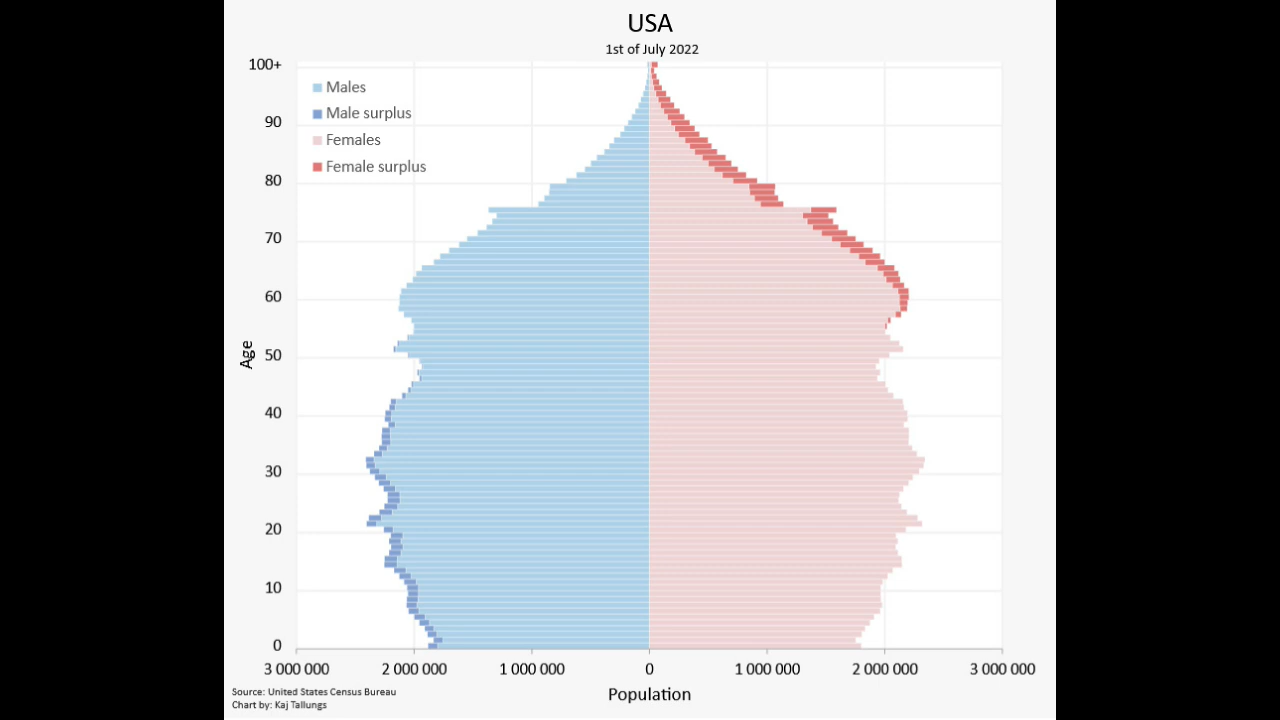 USA
1st of July 2022
100+
Males
Male surplus
90
Females
Female surplus
80
70
60
Age
50
40
30
20
10
0
3 000 000 2 000 000 1 000 000 0 1 000 000 2 000 000 3 000 000
Population
Source: United States Census Bureau
Chart by: Kaj Tallungs